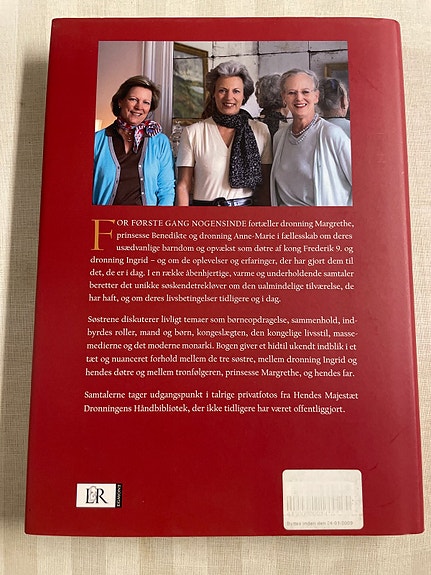 FOR FØRSTE GANG NOGENSINDE fortæller dronning Margrethe,
prinsesse Benedikte og dronning Anne-Marie i fællesskab om deres
usædvanlige barndom og opvækst som døtre af kong Frederik 9. og
dronning Ingrid – og om de oplevelser og erfaringer, der har gjort dem til
det, de er i dag. I en række åbenhjertige, varme og underholdende samtaler
beretter det unikke søskendetrekløver om den ualmindelige tilværelse, de
har haft, og om deres livsbetingelser tidligere og i dag.
Søstrene diskuterer livligt temaer som børneopdragelse, sammenhold, ind-
byrdes roller, mand og børn, kongeslægten, den kongelige livsstil, masse-
medierne og det moderne monarki. Bogen giver et hidtil ukendt indblik i et
tæt og nuanceret forhold mellem de tre søstre, mellem dronning Ingrid og
hendes døtre og mellem tronfølgeren, prinsesse Margrethe, og hendes far.
Samtalerne tager udgangspunkt i talrige privatfotos fra Hendes Majestæt
Dronningens Håndbibliotek, der ikke tidligere har været offentliggjort.
L&R
EGMONT